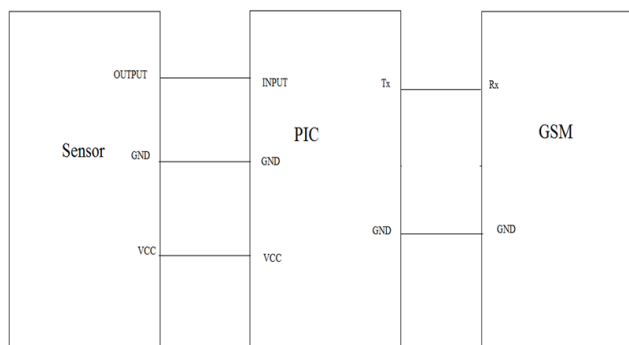 OUTPUT
INPUT
Tx
Rx
PIC
GSM
Sensor
GND
GND
GND
GND
VCC
VCC